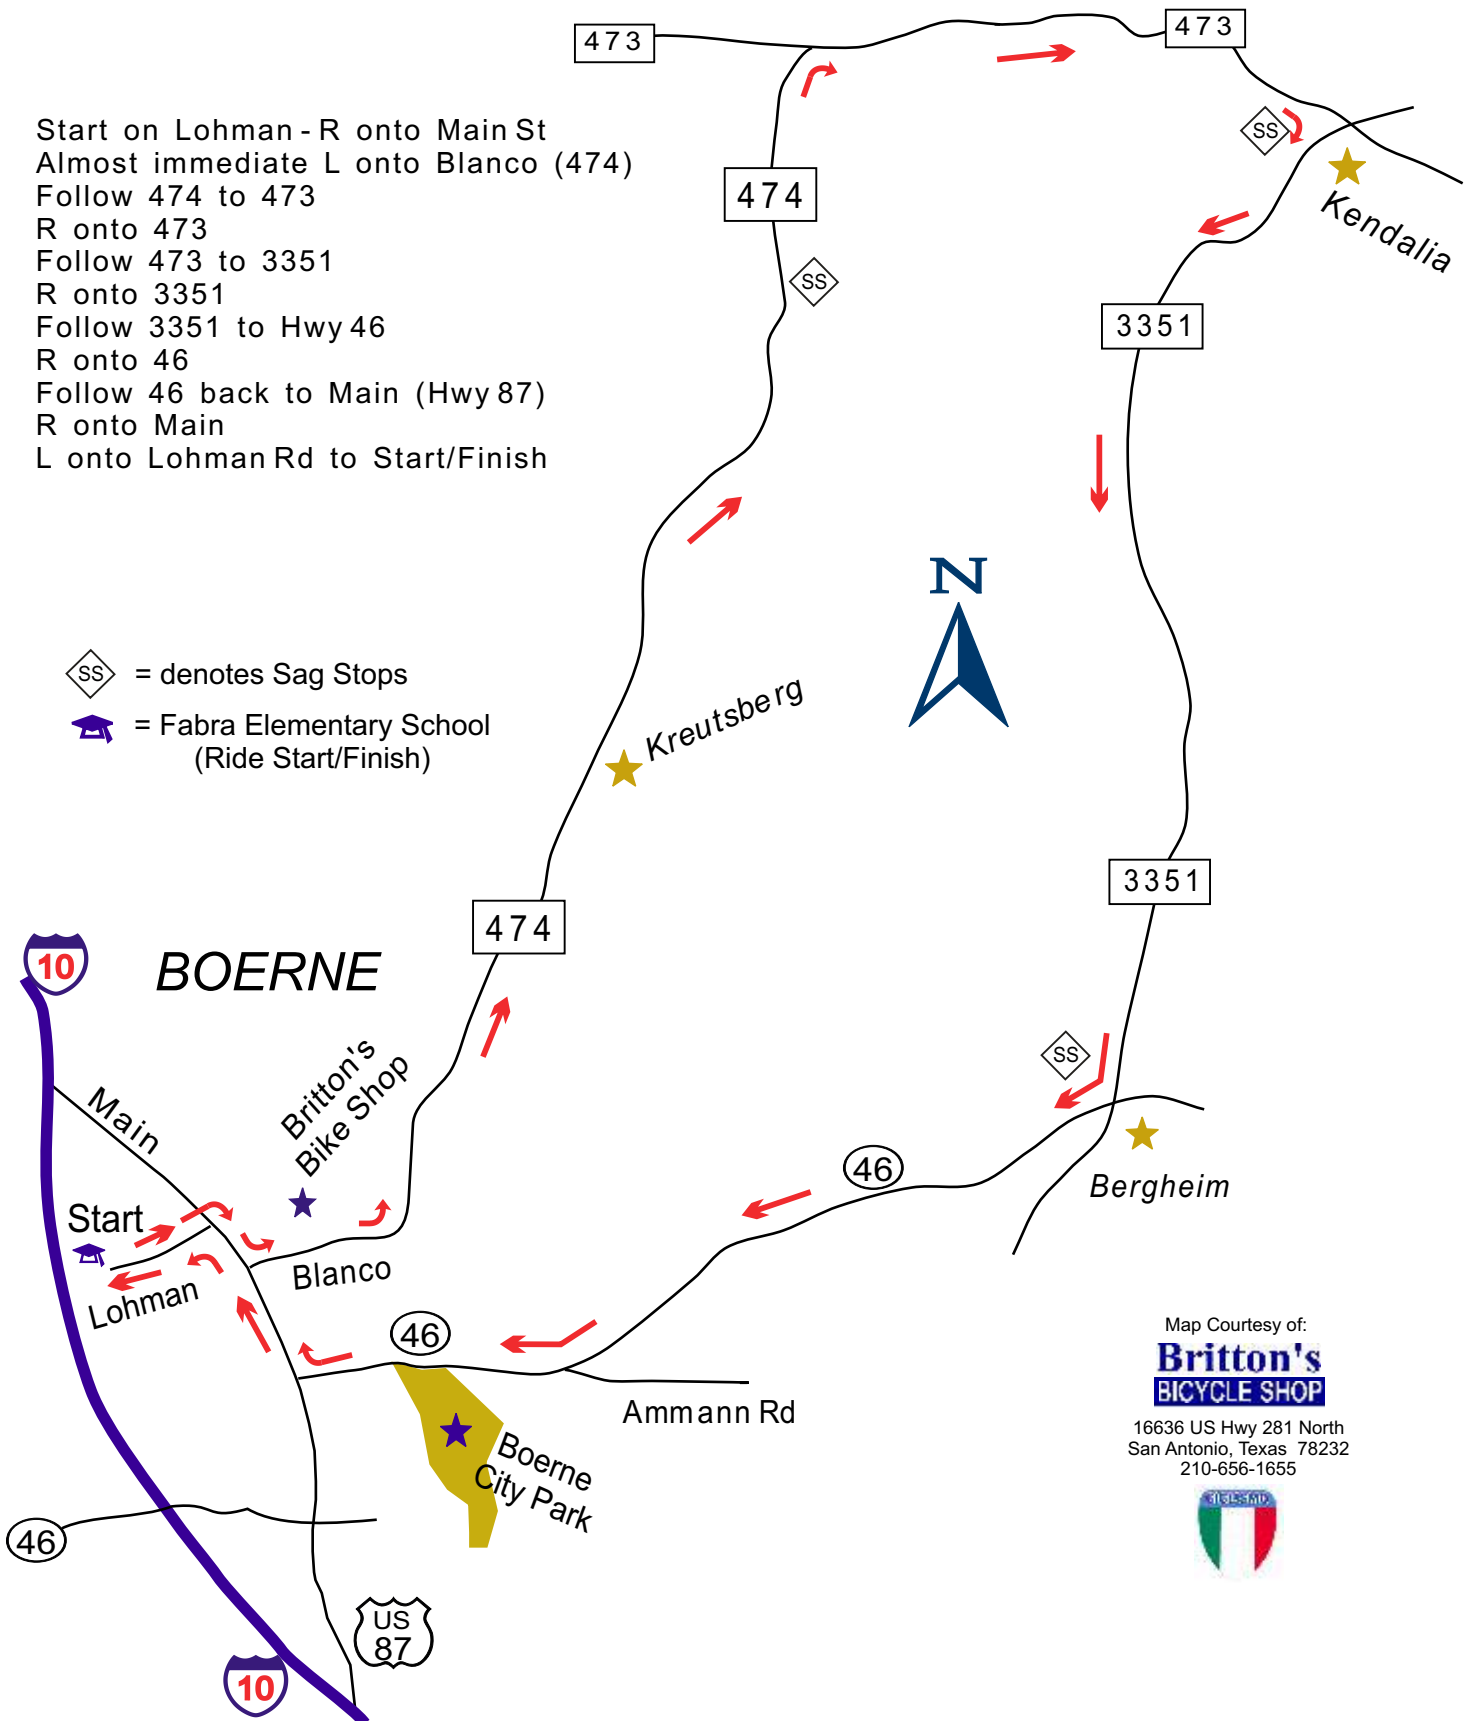 473
473
Start on Lohman - R onto Main St
Almost immediate L onto Blanco (474)
Follow 474 to 473
R onto 473
Follow 473 to 3351
R onto 3351
Follow 3351 to Hwy 46
R onto 46
Follow 46 back to Main (Hwy 87)
R onto Main
L onto Lohman Rd to Start/Finish
SS
474
Kendalia
SS
3351
N
SS = denotes Sag Stops
= Fabra Elementary School
(Ride Start/Finish)
Kreutsberg
3351
474
10
BOERNE
Britton's
Bike Shop
SS
Main
46
Bergheim
Start
Blanco
Lohman
46
Ammann Rd
Boerne
City Park
46
US
87
10
Map Courtesy of:
Britton's
BICYCLE SHOP
16636 US Hwy 281 North
San Antonio, Texas 78232
210-656-1655